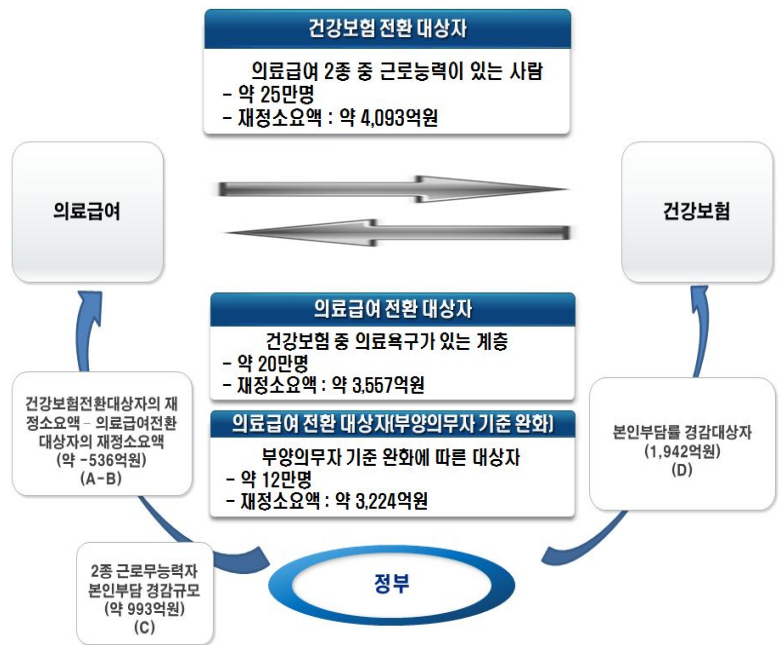 건강보험 전환 대상자
의료급여 2종 중 근로능력이 있는 사람
- 약 25만명
- 재정소요액 : 약 4,093억원
의료급여
건강보험
의료급여 전환 대상자
건강보험 중 의료욕구가 있는 계층
- 약 20만명
- 재정소요액 : 약 3,557억원
의료급여 전환 대상자(부양의무자 기준 완화)
부양의무자 기준 완화에 따른 대상자
- 약 12만명
- 재정소요액 : 약 3,224억원
건강보험전환대상자의 재
정소요액 – 의료급여전환
대상자의 재정소요액
(약 -536억원)
(A-B)
본인부담률 경감대상자
(1,942억원)
(D)
2종 근로무능력자
본인부담 경감규모
(약 993억원)
(C)
정부